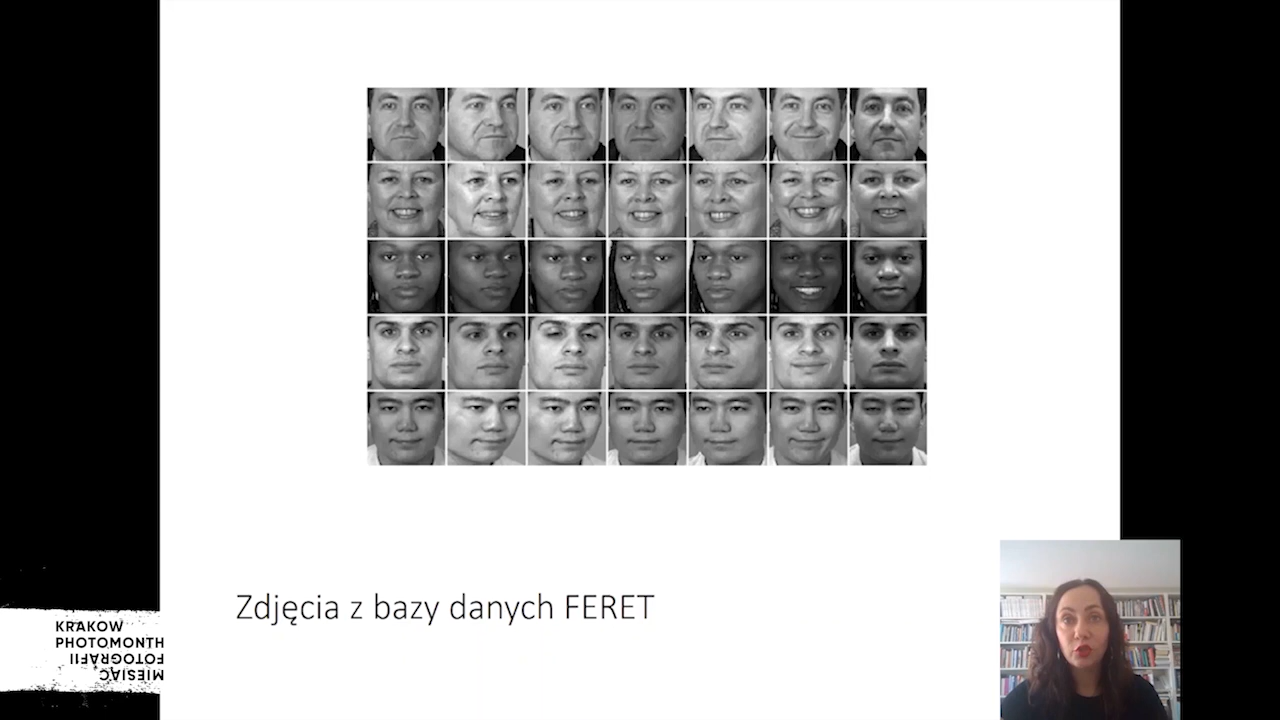 Zdjęcia z bazy danych FERET
KRAKOW
PHOTOMONTH
FOTOGRAFII
MIESIĄC